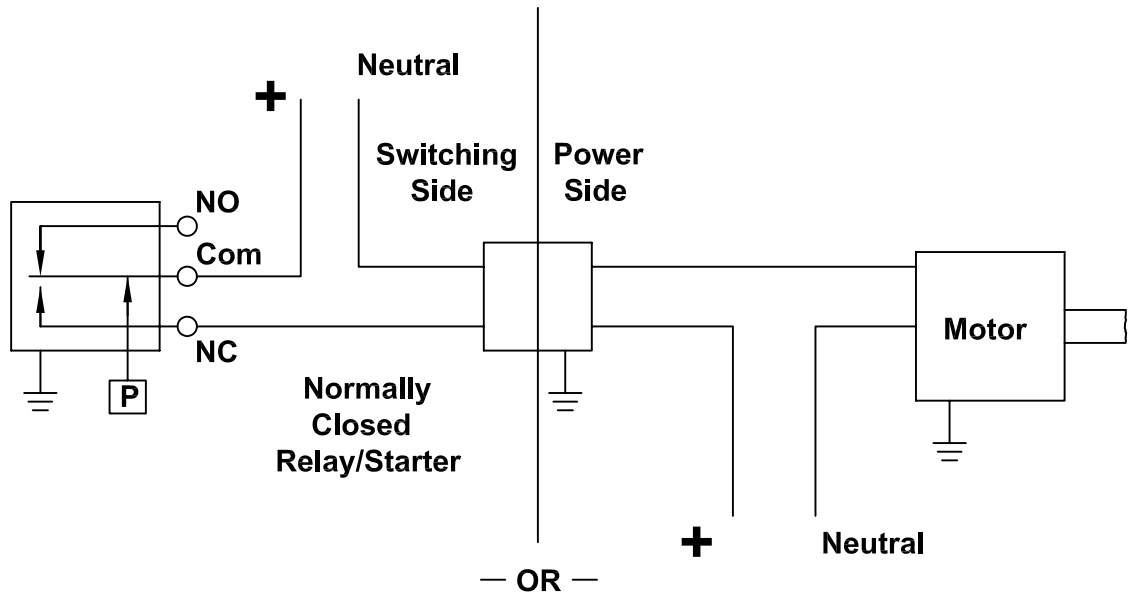 +
Neutral
Switching
Side
Power
Side
NO
Com
NC
P
Normally
Closed
Relay/Starter
Motor
+
Neutral
— OR —